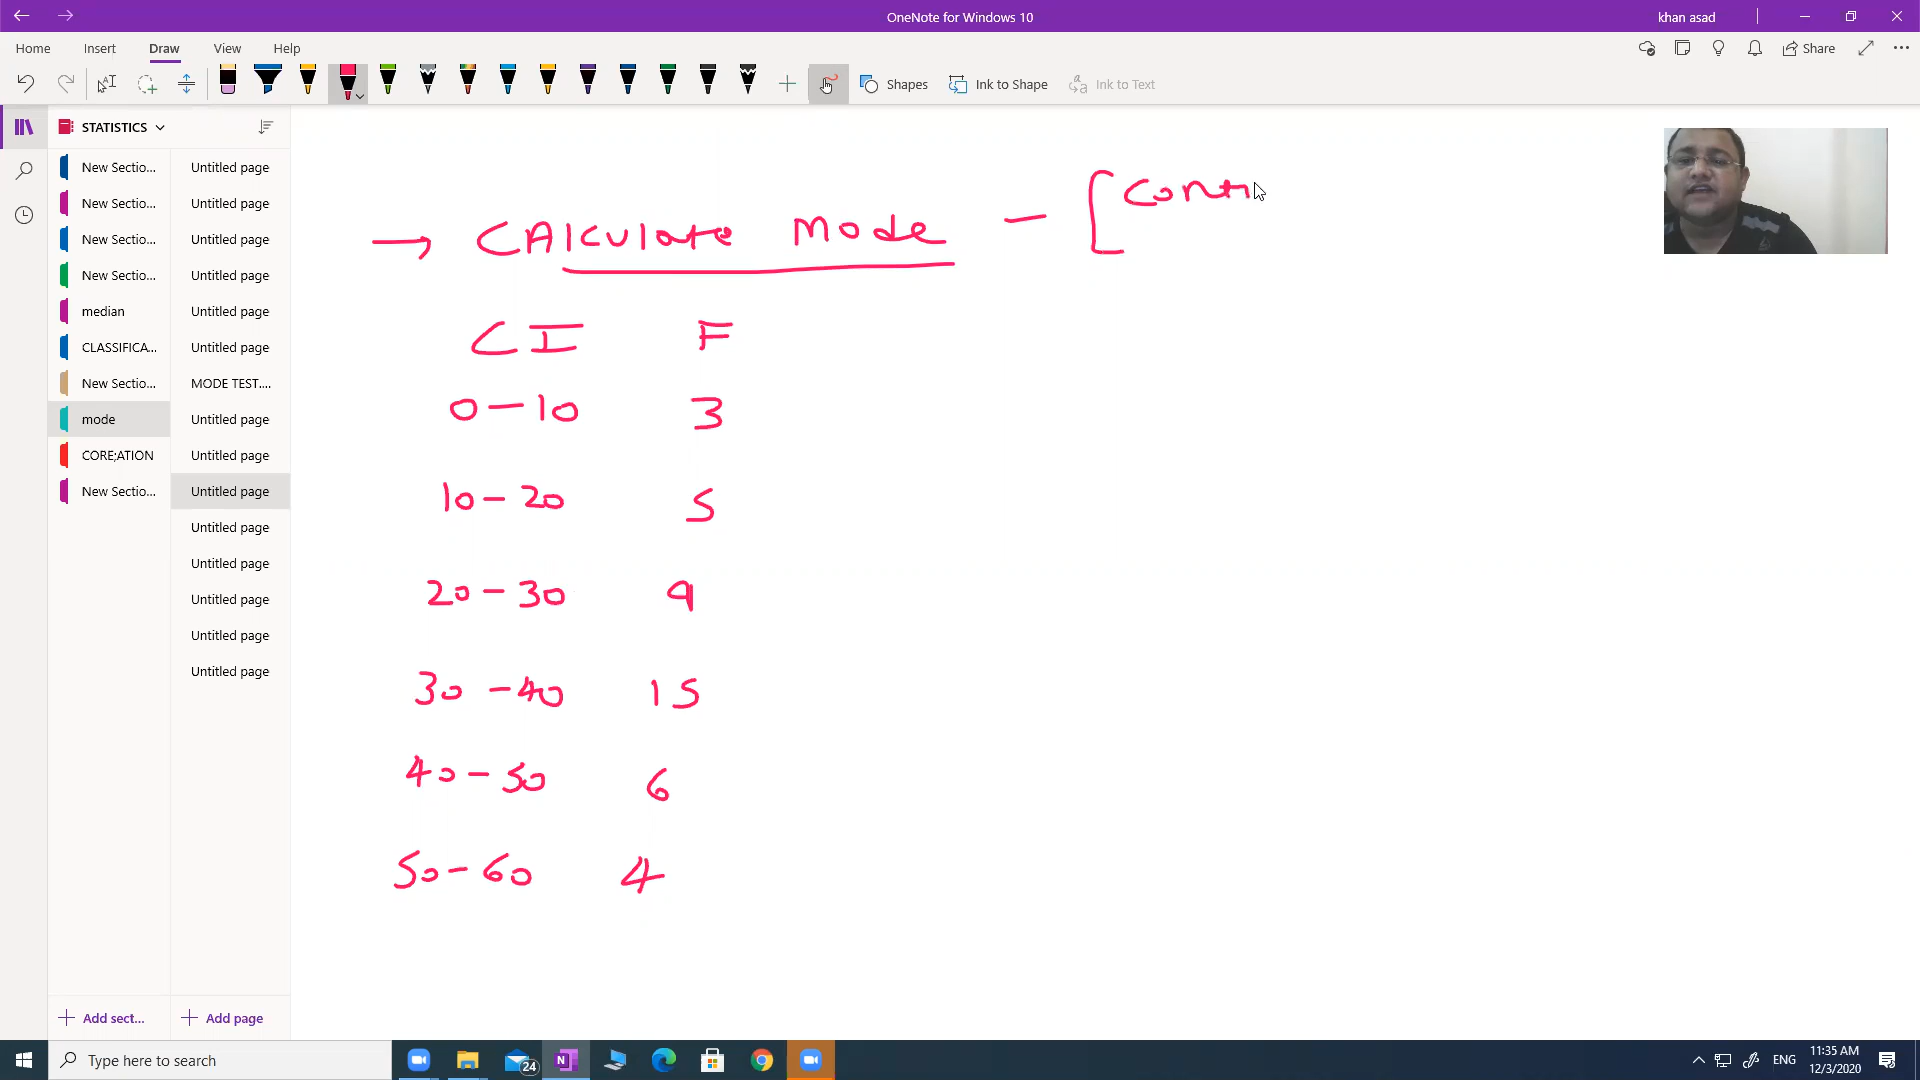 OneNote for Windows 10
khan asad
Home Insert Draw View Help
Share
Shapes Ink to Shape Ink to Text
STATISTICS
New Sectio... Untitled page
New Sectio... Untitled page
New Sectio... Untitled page
New Sectio... Untitled page
median Untitled page
CLASSIFICA... Untitled page
New Sectio... MODE TEST....
mode Untitled page
CORE;ATION Untitled page
New Sectio... Untitled page
Untitled page
Untitled page
Untitled page
Untitled page
Untitled page
→ CAlculate Mode — [Conti
CI F
0-10 3
10-20 5
20-30 9
30-40 15
40-50 6
50-60 4
Add sect... Add page
Type here to search
24
ENG
11:35 AM
12/3/2020